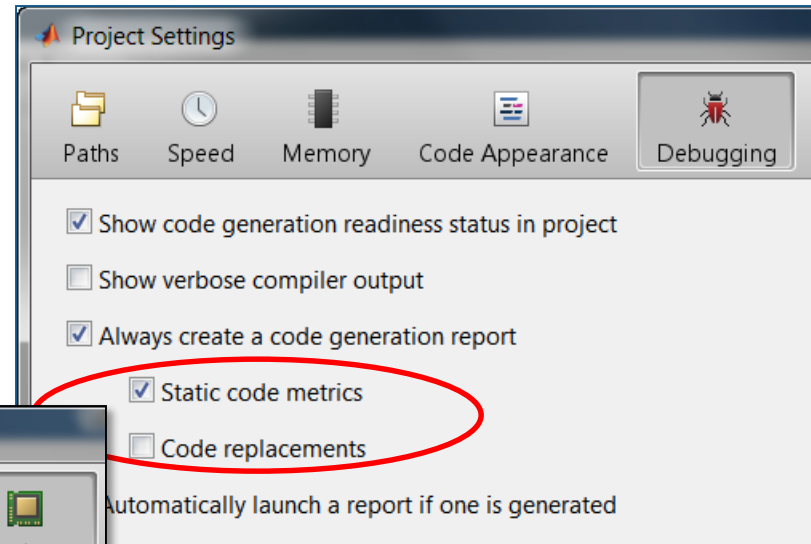 Project Settings
Paths Speed Memory Code Appearance Debugging
Show code generation readiness status in project
Show verbose compiler output
Always create a code generation report
Static code metrics
Code replacements
Automatically launch a report if one is generated